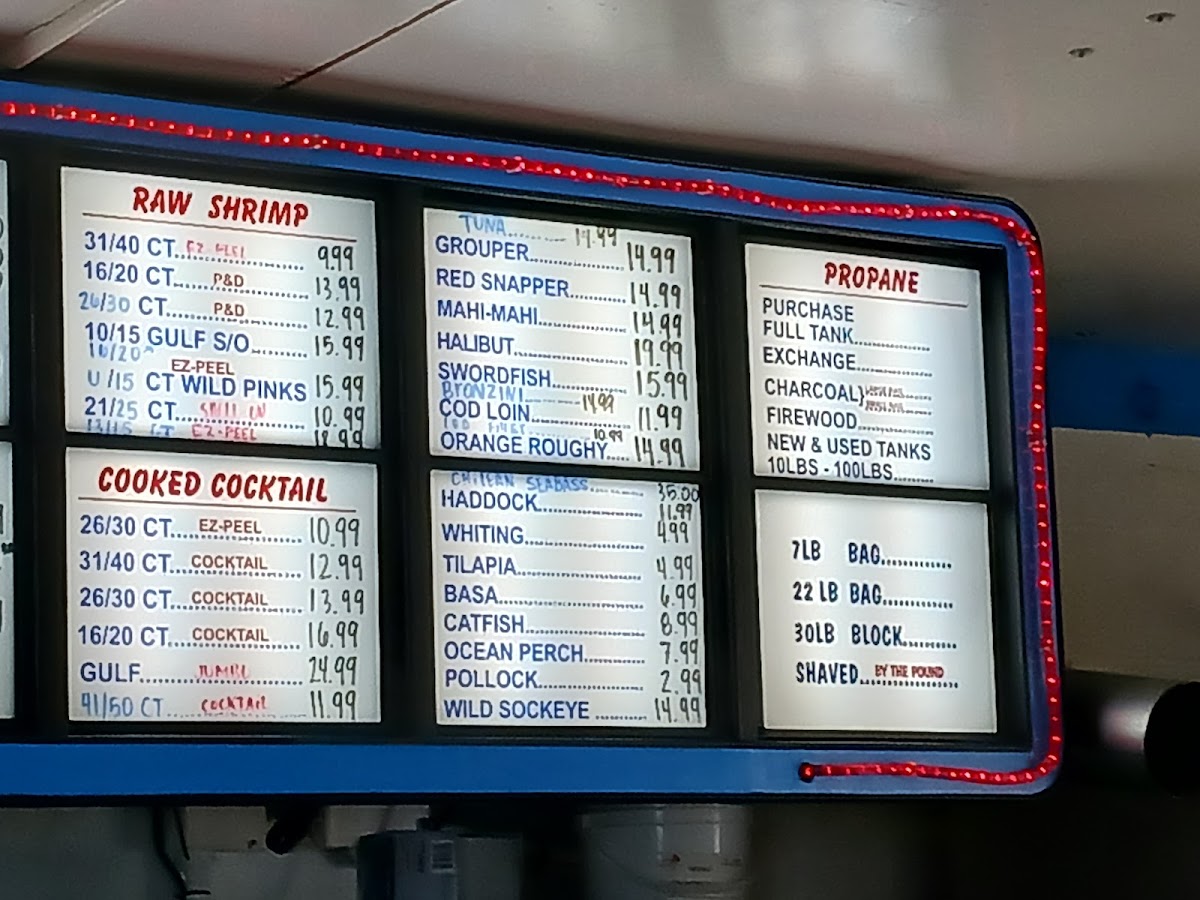 RAW SHRIMP
31/40 CT. EZ-PEEL 9.99
16/20 CT. P&D 13.99
26/30 CT. P&D 12.99
10/15 GULF S/O 15.99
16/20
EZ-PEEL
U/15 CT WILD PINKS 15.99
21/25 CT. SHELL ON 10.99
13/15 CT EZ-PEEL 18.99
COOKED COCKTAIL
26/30 CT. EZ-PEEL 10.99
31/40 CT. COCKTAIL 12.99
26/30 CT. COCKTAIL 13.99
16/20 CT. COCKTAIL 16.99
GULF JUMBO 24.99
41/50 CT COCKTAIL 11.99
TUNA 14.99
GROUPER 14.99
RED SNAPPER 14.99
MAHI-MAHI 14.99
HALIBUT 19.99
SWORDFISH 15.99
BRONZINI 14.99
COD LOIN 11.99
10.99
ORANGE ROUGHY 14.99
CHILEAN SEABASS 35.00
HADDOCK 11.99
WHITING 4.99
TILAPIA 4.99
BASA 6.99
CATFISH 8.99
OCEAN PERCH 7.99
POLLOCK 2.99
WILD SOCKEYE 14.99
PROPANE
PURCHASE
FULL TANK
EXCHANGE
CHARCOAL}
FIREWOOD
NEW & USED TANKS
10LBS - 100LBS
7LB BAG
22 LB BAG
30LB BLOCK
SHAVED BY THE POUND